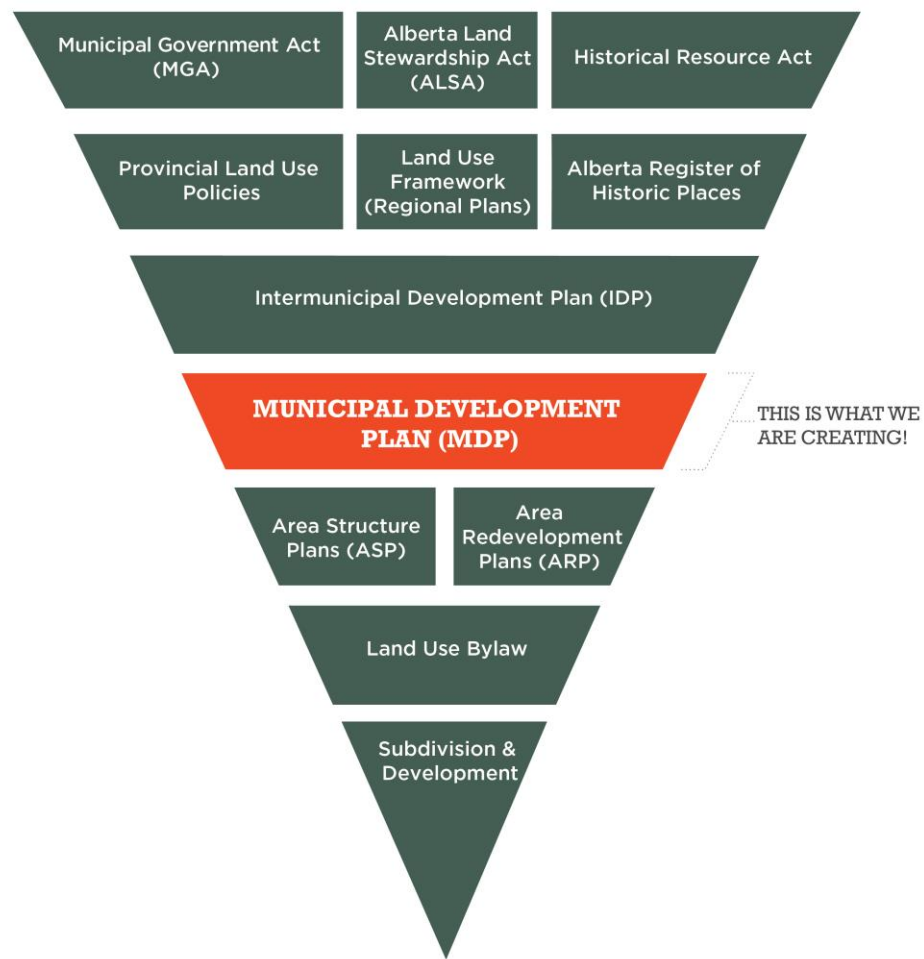 Municipal Government Act
(MGA)
Alberta Land
Stewardship Act
(ALSA)
Historical Resource Act
Provincial Land Use
Policies
Land Use
Framework
(Regional Plans)
Alberta Register of
Historic Places
Intermunicipal Development Plan (IDP)
MUNICIPAL DEVELOPMENT
PLAN (MDP)
THIS IS WHAT WE
ARE CREATING!
Area Structure
Plans (ASP)
Area
Redevelopment
Plans (ARP)
Land Use Bylaw
Subdivision &
Development